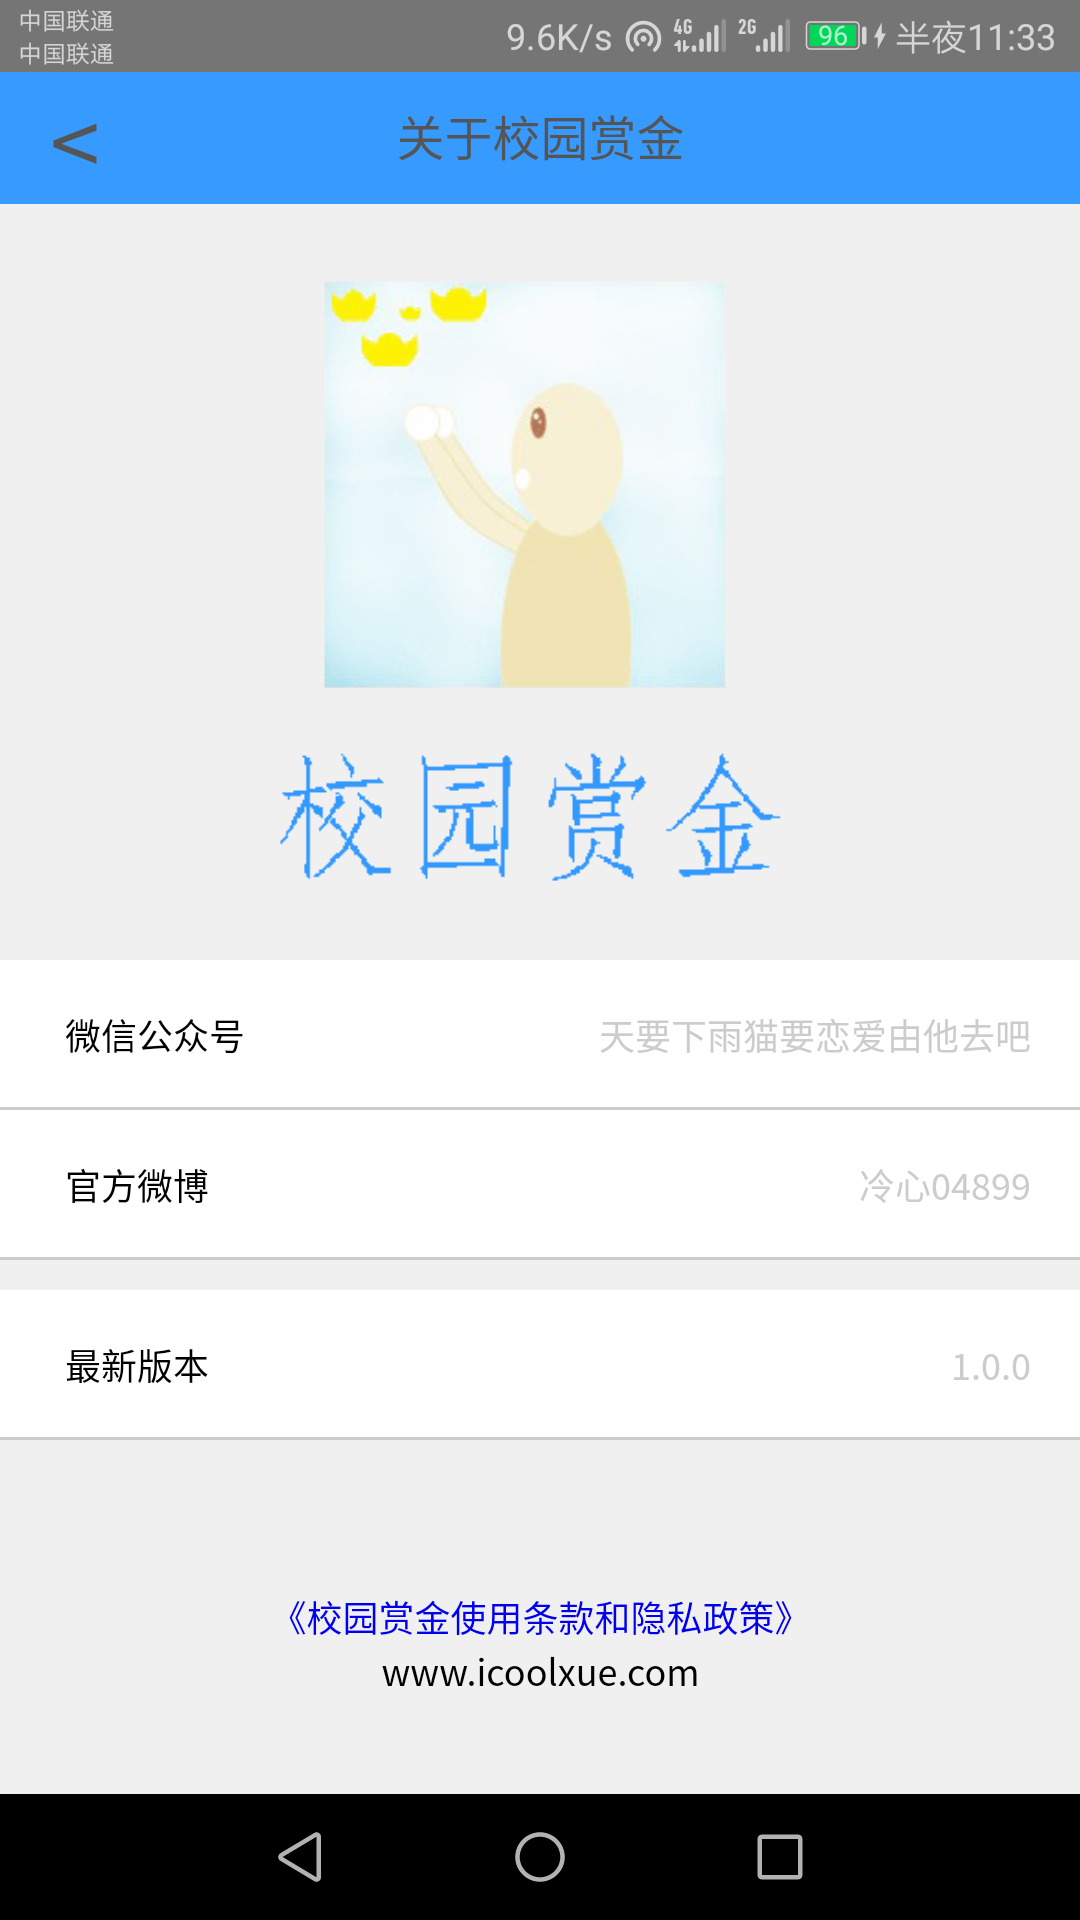 中国联通
中国联通
9.6K/s 4G 2G 96 半夜11:33
< 关于校园赏金
校园赏金
微信公众号 天要下雨猫要恋爱由他去吧
官方微博 冷心04899
最新版本 1.0.0
《校园赏金使用条款和隐私政策》
www.icoolxue.com